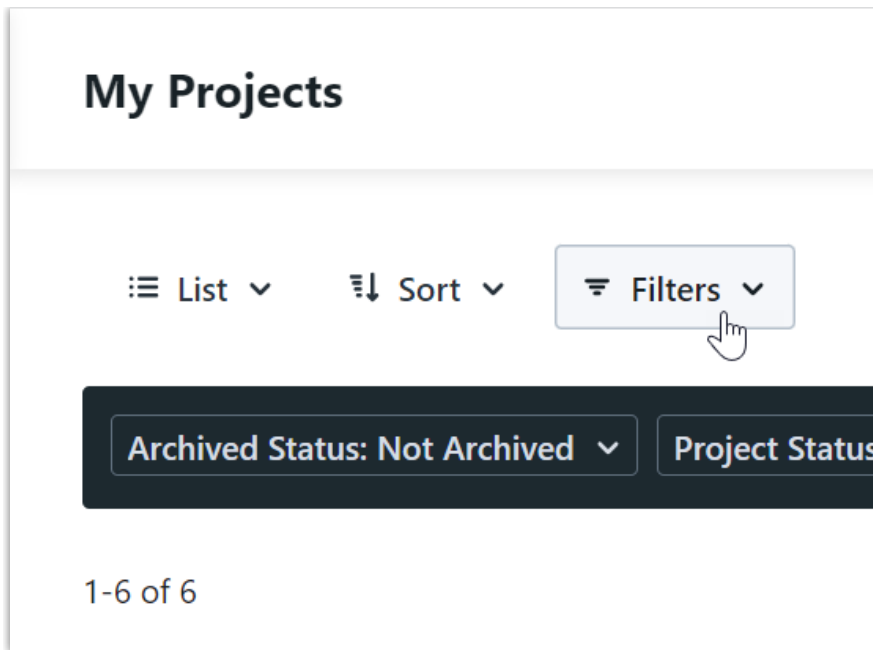 My Projects
List Sort Filters
Archived Status: Not Archived Project Status
1-6 of 6